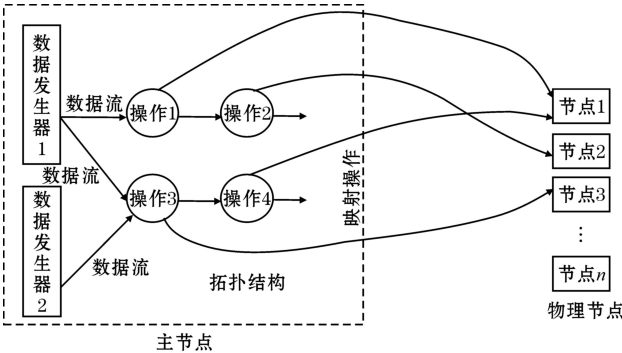 数据发生器1
数据流
操作1
操作2
数据流
数据发生器2
操作3
操作4
数据流
拓扑结构
映射操作
主节点
节点1
节点2
节点3
⋮
节点n
物理节点